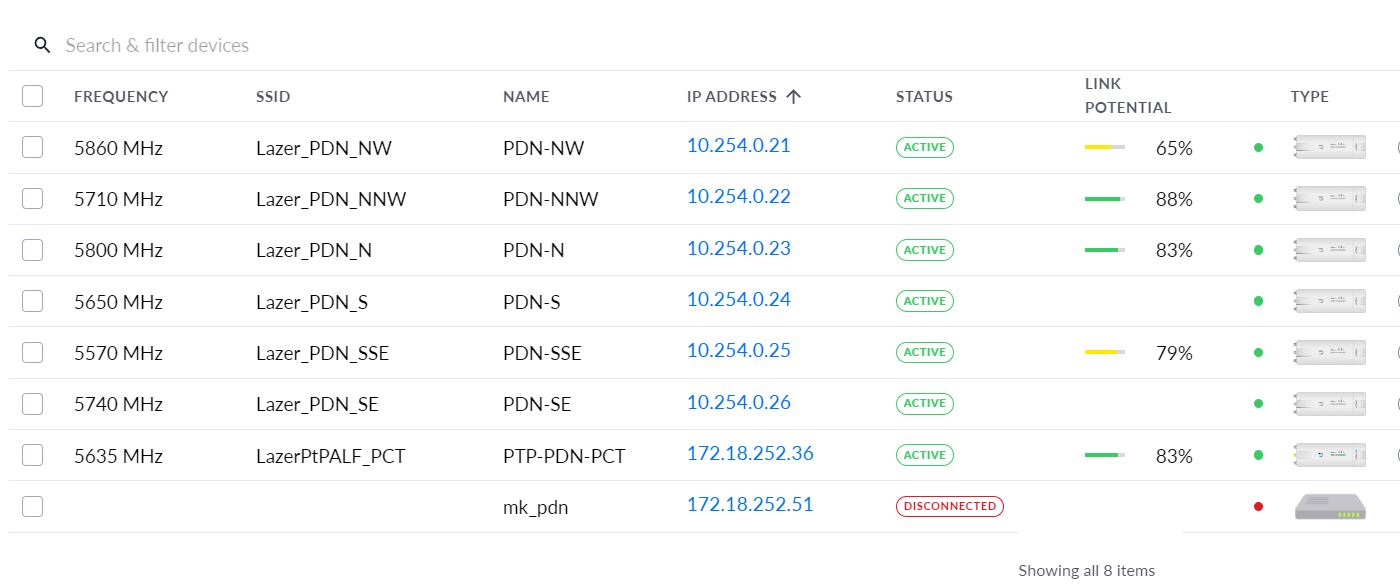 Search & filter devices
FREQUENCY SSID NAME IP ADDRESS STATUS LINK POTENTIAL TYPE
5860 MHz Lazer_PDN_NW PDN-NW 10.254.0.21 ACTIVE 65%
5710 MHz Lazer_PDN_NNW PDN-NNW 10.254.0.22 ACTIVE 88%
5800 MHz Lazer_PDN_N PDN-N 10.254.0.23 ACTIVE 83%
5650 MHz Lazer_PDN_S PDN-S 10.254.0.24 ACTIVE
5570 MHz Lazer_PDN_SSE PDN-SSE 10.254.0.25 ACTIVE 79%
5740 MHz Lazer_PDN_SE PDN-SE 10.254.0.26 ACTIVE
5635 MHz LazerPtPALF_PCT PTP-PDN-PCT 172.18.252.36 ACTIVE 83%
mk_pdn 172.18.252.51 DISCONNECTED
Showing all 8 items